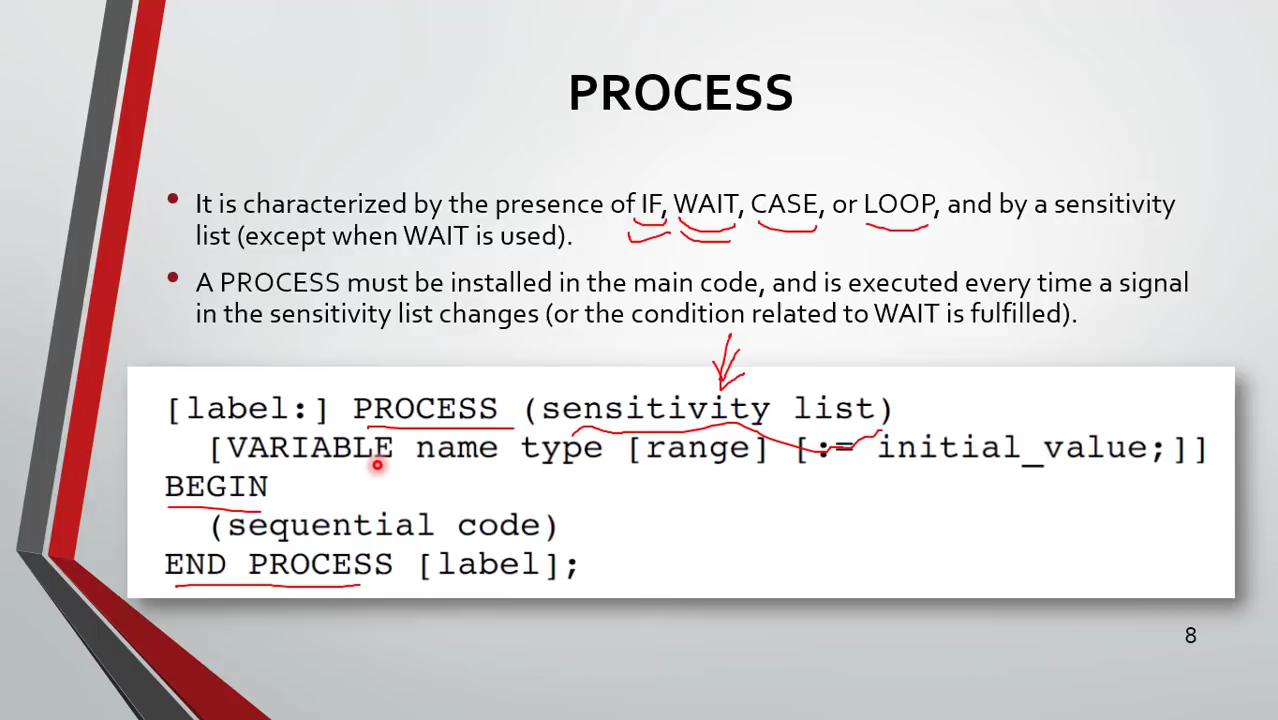 PROCESS
• It is characterized by the presence of IF, WAIT, CASE, or LOOP, and by a sensitivity
list (except when WAIT is used).
• A PROCESS must be installed in the main code, and is executed every time a signal
in the sensitivity list changes (or the condition related to WAIT is fulfilled).
[label:] PROCESS (sensitivity list)
[VARIABLE name type [range] [:= initial_value;]]
BEGIN
(sequential code)
END PROCESS [label];
8